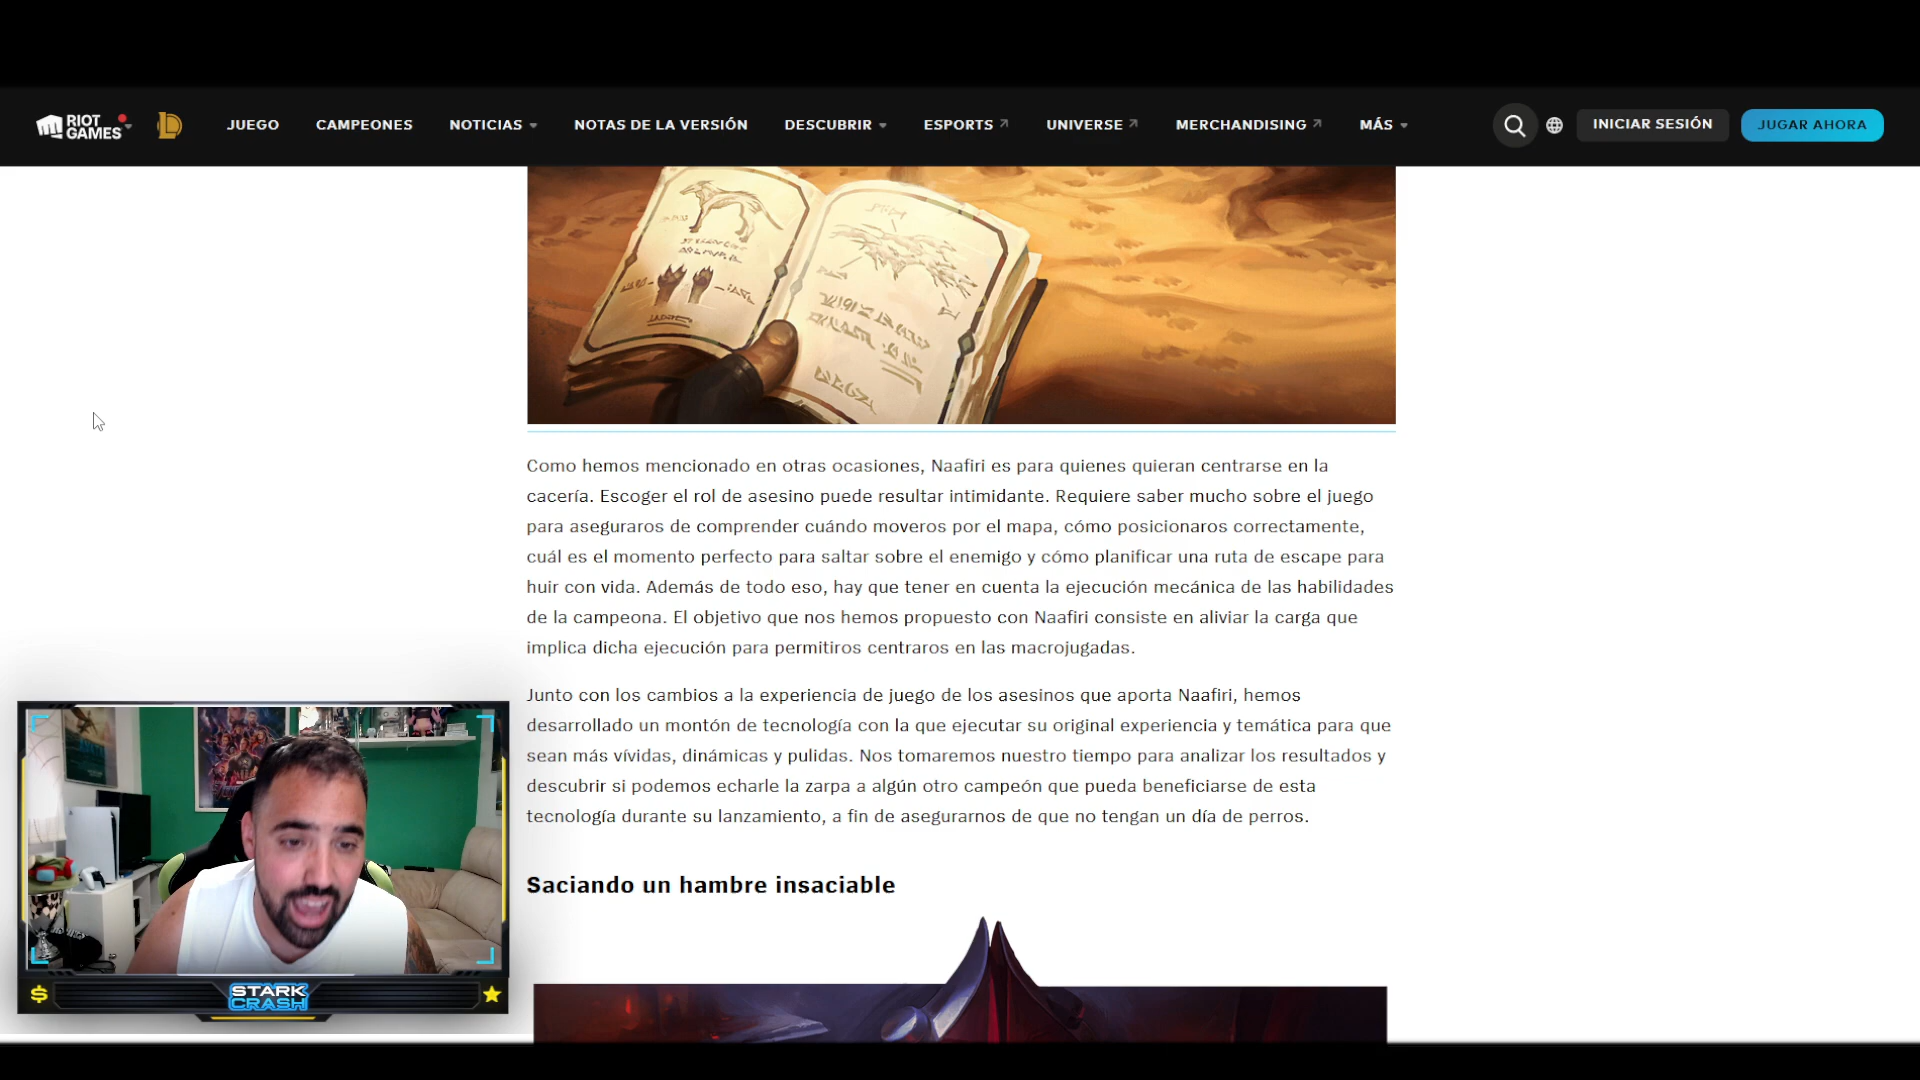 RIOT
GAMES
JUEGO
CAMPEONES
NOTICIAS
NOTAS DE LA VERSIÓN
DESCUBRIR
ESPORTS
UNIVERSE
MERCHANDISING
MÁS
INICIAR SESIÓN
JUGAR AHORA
Como hemos mencionado en otras ocasiones, Naafiri es para quienes quieran centrarse en la
cacería. Escoger el rol de asesino puede resultar intimidante. Requiere saber mucho sobre el juego
para aseguraros de comprender cuándo moveros por el mapa, cómo posicionaros correctamente,
cuál es el momento perfecto para saltar sobre el enemigo y cómo planificar una ruta de escape para
huir con vida. Además de todo eso, hay que tener en cuenta la ejecución mecánica de las habilidades
de la campeona. El objetivo que nos hemos propuesto con Naafiri consiste en aliviar la carga que
implica dicha ejecución para permitiros centraros en las macrojugadas.
Junto con los cambios a la experiencia de juego de los asesinos que aporta Naafiri, hemos
desarrollado un montón de tecnología con la que ejecutar su original experiencia y temática para que
sean más vívidas, dinámicas y pulidas. Nos tomaremos nuestro tiempo para analizar los resultados y
descubrir si podemos echarle la zarpa a algún otro campeón que pueda beneficiarse de esta
tecnología durante su lanzamiento, a fin de asegurarnos de que no tengan un día de perros.
Saciando un hambre insaciable
$
STARK
CRASH